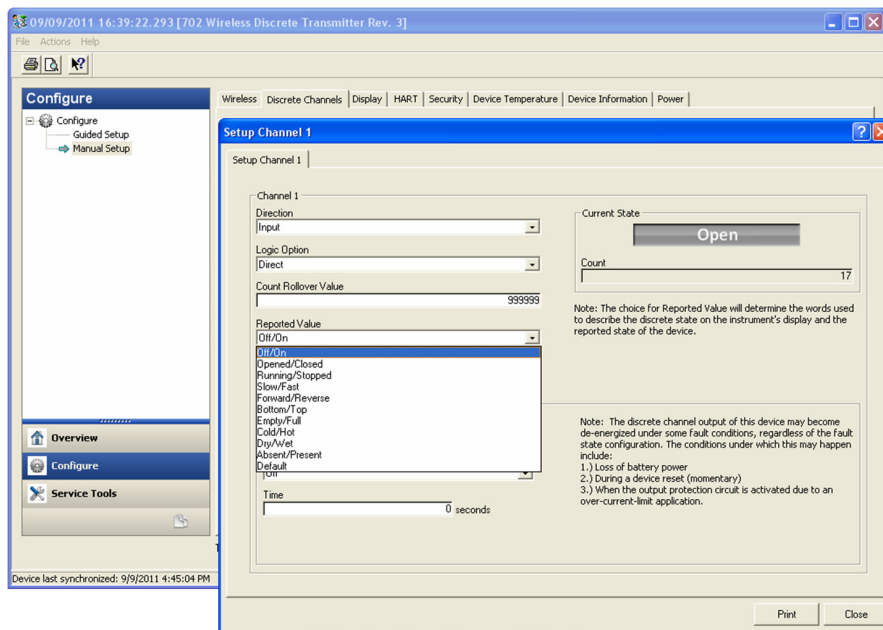 09/09/2011 16:39:22.293 [702 Wireless Discrete Transmitter Rev. 3]
File Actions Help
Configure
Configure
Guided Setup
Manual Setup
Overview
Configure
Service Tools
Device last synchronized: 9/9/2011 4:45:04 PM
Wireless Discrete Channels Display HART Security Device Temperature Device Information Power
Setup Channel 1
Setup Channel 1
Channel 1
Direction
Input
Logic Option
Direct
Count Rollover Value
999999
Reported Value
Off/On
Off/On
Opened/Closed
Running/Stopped
Slow/Fast
Forward/Reverse
Bottom/Top
Empty/Full
Cold/Hot
Dry/Wet
Absent/Present
Default
Off
Time
0 seconds
Current State
Open
Count
17
Note: The choice for Reported Value will determine the words used
to describe the discrete state on the instrument's display and the
reported state of the device.
Note: The discrete channel output of this device may become
de-energized under some fault conditions, regardless of the fault
state configuration. The conditions under which this may happen
include:
1.) Loss of battery power
2.) During a device reset (momentary)
3.) When the output protection circuit is activated due to an
over-current-limit application.
Print Close